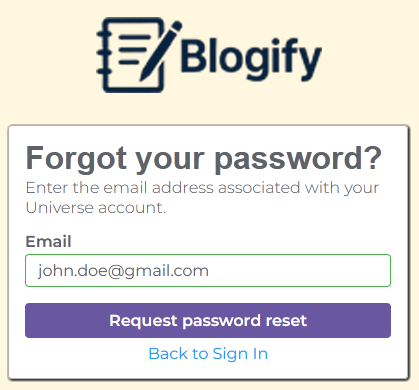 Blogify
Forgot your password?
Enter the email address associated with your
Universe account.
Email
john.doe@gmail.com
Request password reset
Back to Sign In